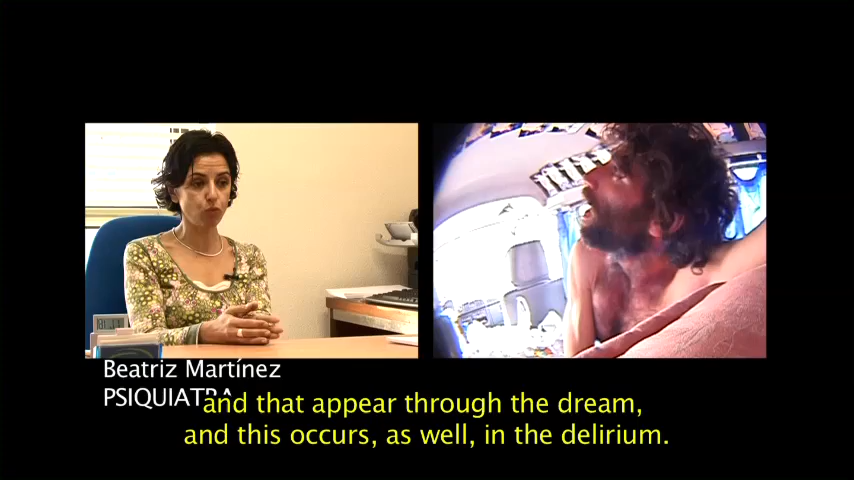 Beatriz Martínez
PSIQUIATRA
and that appear through the dream,
and this occurs, as well, in the delirium.